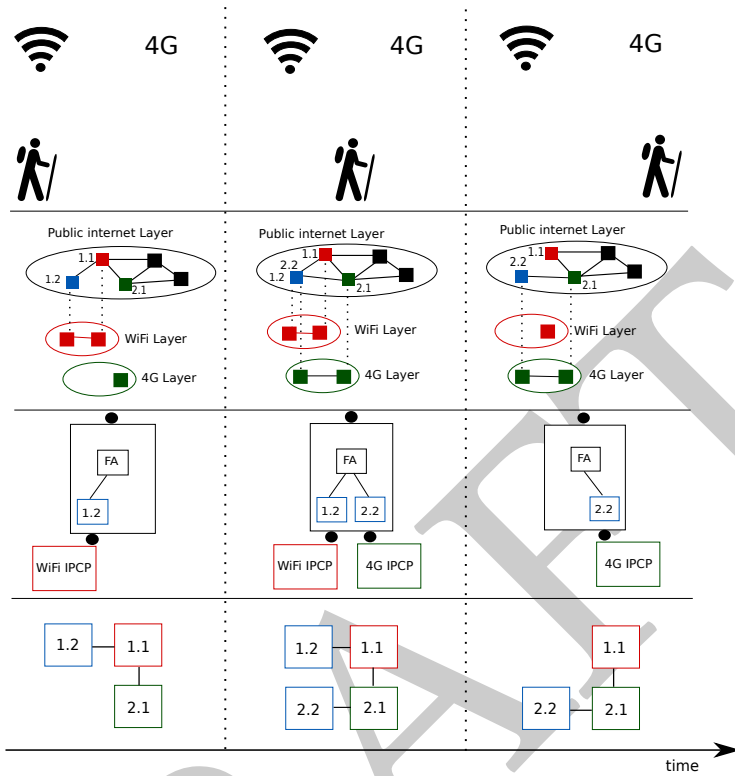 4G
4G
4G
Public internet Layer
1.1
1.2
2.1
WiFi Layer
4G Layer
Public internet Layer
1.1
2.2
1.2
2.1
WiFi Layer
4G Layer
Public internet Layer
1.1
2.2
2.1
WiFi Layer
4G Layer
FA
1.2
WiFi IPCP
FA
1.2
2.2
WiFi IPCP
4G IPCP
FA
2.2
4G IPCP
1.2
1.1
2.1
1.2
1.1
2.2
2.1
1.1
2.2
2.1
time
DRAFT